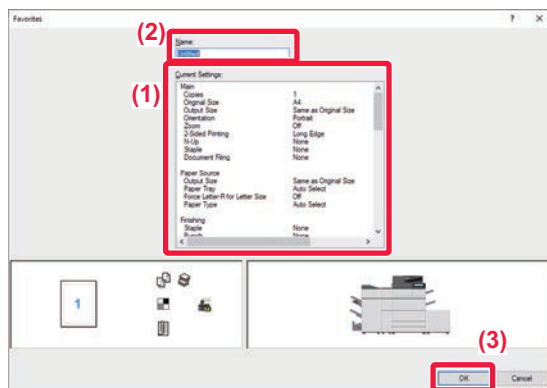 Favorites ? X
(2)
Name:
Untitled
(1)
Current Settings:
Main
Copies 1
Original Size A4
Output Size Same as Original Size
Orientation Portrait
Zoom Off
2-Sided Printing Long Edge
N-Up None
Staple None
Document Filing None
Paper Source
Output Size Same as Original Size
Paper Tray Auto Select
Force Letter-R for Letter Size Off
Paper Type Auto Select
Finishing
Staple None
Punch None
1
(3)
OK Cancel